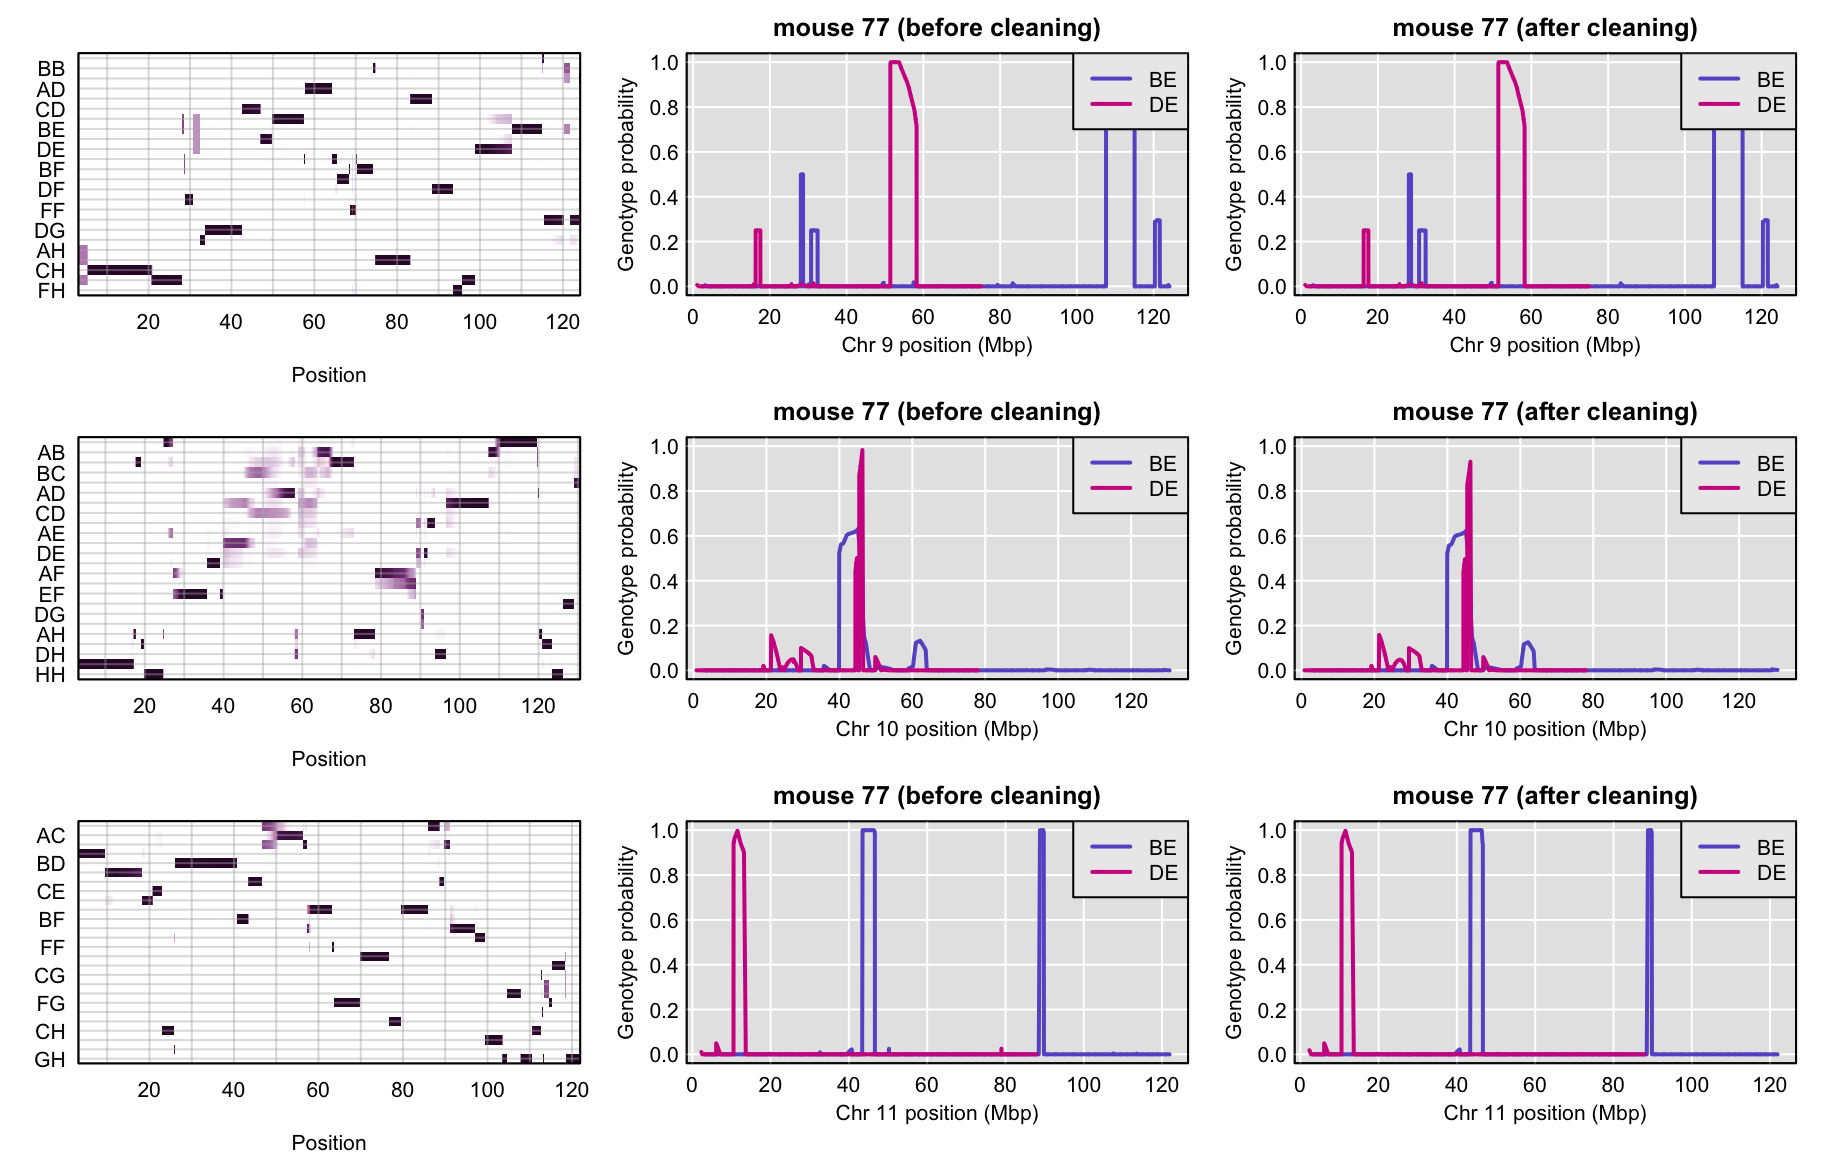 BB
AD
CD
BE
DE
BF
DF
FF
DG
AH
CH
FH
20 40 60 80 100 120
Position
mouse 77 (before cleaning)
Genotype probability
1.0
0.8
0.6
0.4
0.2
0.0
BE
DE
0 20 40 60 80 100 120
Chr 9 position (Mbp)
mouse 77 (after cleaning)
Genotype probability
1.0
0.8
0.6
0.4
0.2
0.0
BE
DE
0 20 40 60 80 100 120
Chr 9 position (Mbp)
AB
BC
AD
CD
AE
DE
AF
EF
DG
AH
DH
HH
20 40 60 80 100 120
Position
mouse 77 (before cleaning)
Genotype probability
1.0
0.8
0.6
0.4
0.2
0.0
BE
DE
0 20 40 60 80 100 120
Chr 10 position (Mbp)
mouse 77 (after cleaning)
Genotype probability
1.0
0.8
0.6
0.4
0.2
0.0
BE
DE
0 20 40 60 80 100 120
Chr 10 position (Mbp)
AC
BD
CE
BF
FF
CG
FG
CH
GH
20 40 60 80 100 120
Position
mouse 77 (before cleaning)
Genotype probability
1.0
0.8
0.6
0.4
0.2
0.0
BE
DE
0 20 40 60 80 100 120
Chr 11 position (Mbp)
mouse 77 (after cleaning)
Genotype probability
1.0
0.8
0.6
0.4
0.2
0.0
BE
DE
0 20 40 60 80 100 120
Chr 11 position (Mbp)